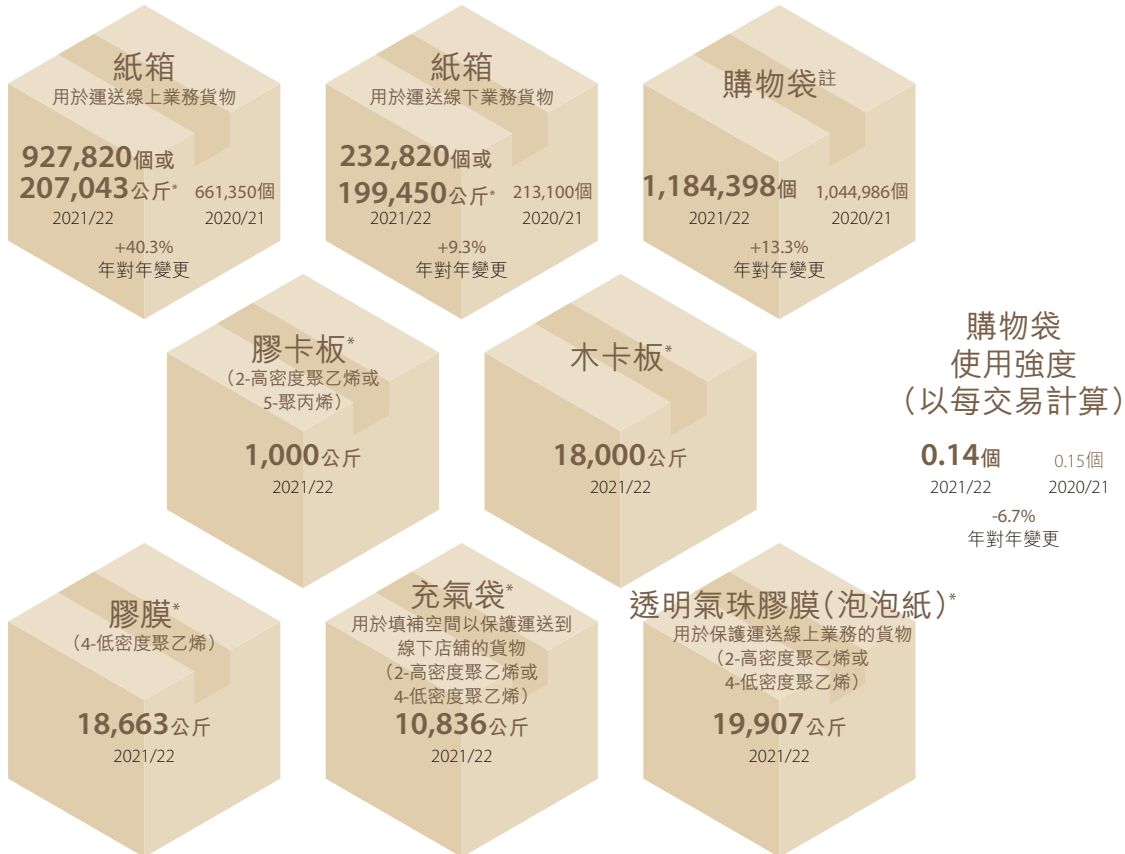 紙箱
用於運送線上業務貨物
927,820個或
207,043公斤*
2021/22
661,350個
2020/21
+40.3%
年對年變更
紙箱
用於運送線下業務貨物
232,820個或
199,450公斤*
2021/22
213,100個
2020/21
+9.3%
年對年變更
購物袋註
1,184,398個
2021/22
1,044,986個
2020/21
+13.3%
年對年變更
膠卡板*
（2-高密度聚乙烯或
5-聚丙烯）
1,000公斤
2021/22
木卡板*
18,000公斤
2021/22
購物袋
使用強度
（以每交易計算）
0.14個
2021/22
0.15個
2020/21
-6.7%
年對年變更
膠膜*
（4-低密度聚乙烯）
18,663公斤
2021/22
充氣袋*
用於填補空間以保護運送到
線下店舖的貨物
（2-高密度聚乙烯或
4-低密度聚乙烯）
10,836公斤
2021/22
透明氣珠膠膜（泡泡紙）*
用於保護運送線上業務的貨物
（2-高密度聚乙烯或
4-低密度聚乙烯）
19,907公斤
2021/22